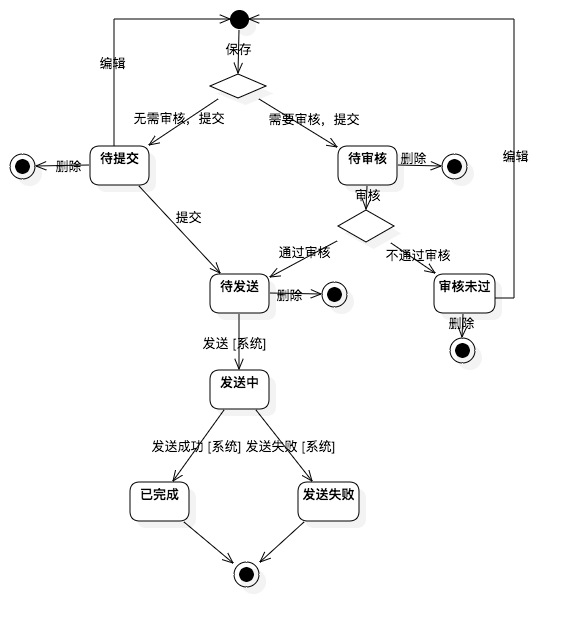 保存
编辑
无需审核，提交
需要审核，提交
待提交
待审核
删除
删除
编辑
审核
提交
通过审核
不通过审核
待发送
删除
审核未过
删除
发送 [系统]
发送中
发送成功 [系统]
发送失败 [系统]
已完成
发送失败